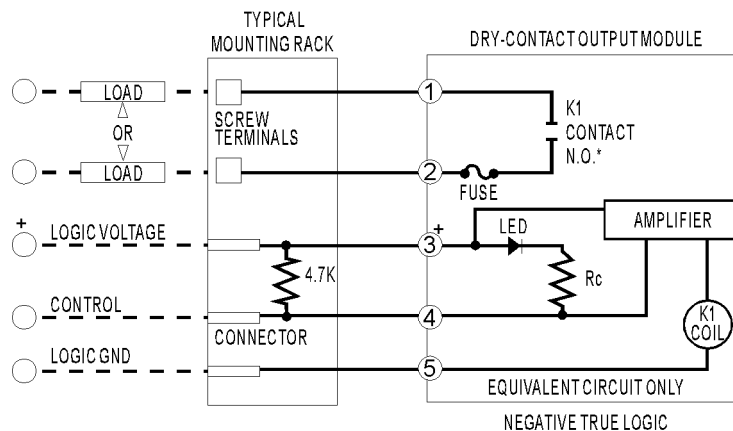 TYPICAL
MOUNTING RACK
DRY-CONTACT OUTPUT MODULE
LOAD
OR
LOAD
SCREW
TERMINALS
1
2
K1
CONTACT
N.O.*
FUSE
+
LOGIC VOLTAGE
3
+
LED
AMPLIFIER
4.7K
Rc
CONTROL
4
CONNECTOR
K1
COIL
LOGIC GND
5
EQUIVALENT CIRCUIT ONLY
NEGATIVE TRUE LOGIC